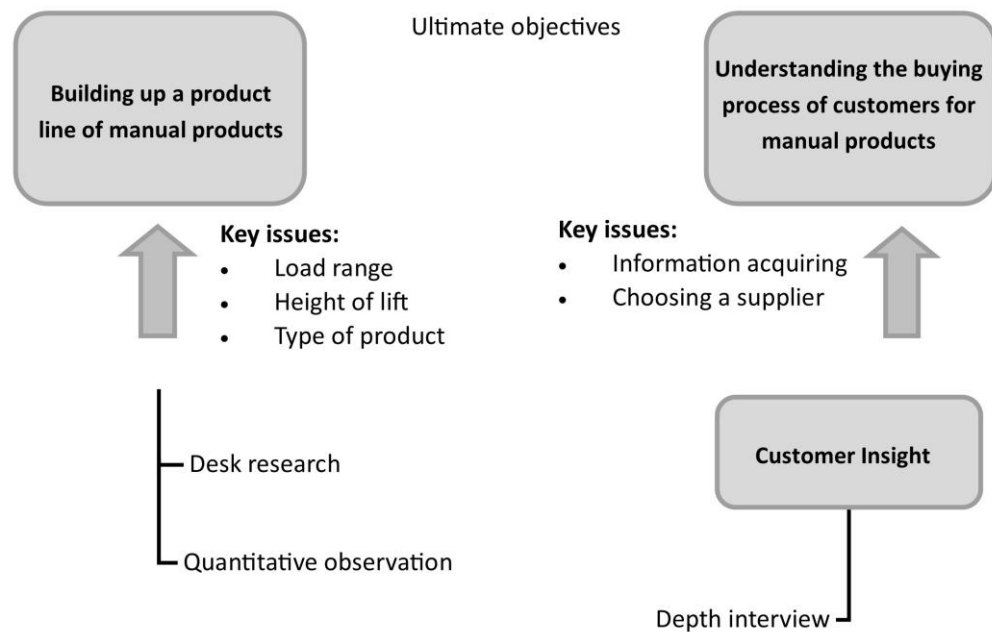 Ultimate objectives
Building up a product
line of manual products
Understanding the buying
process of customers for
manual products
Key issues:
• Load range
• Height of lift
• Type of product
Key issues:
• Information acquiring
• Choosing a supplier
Desk research
Quantitative observation
Customer Insight
Depth interview